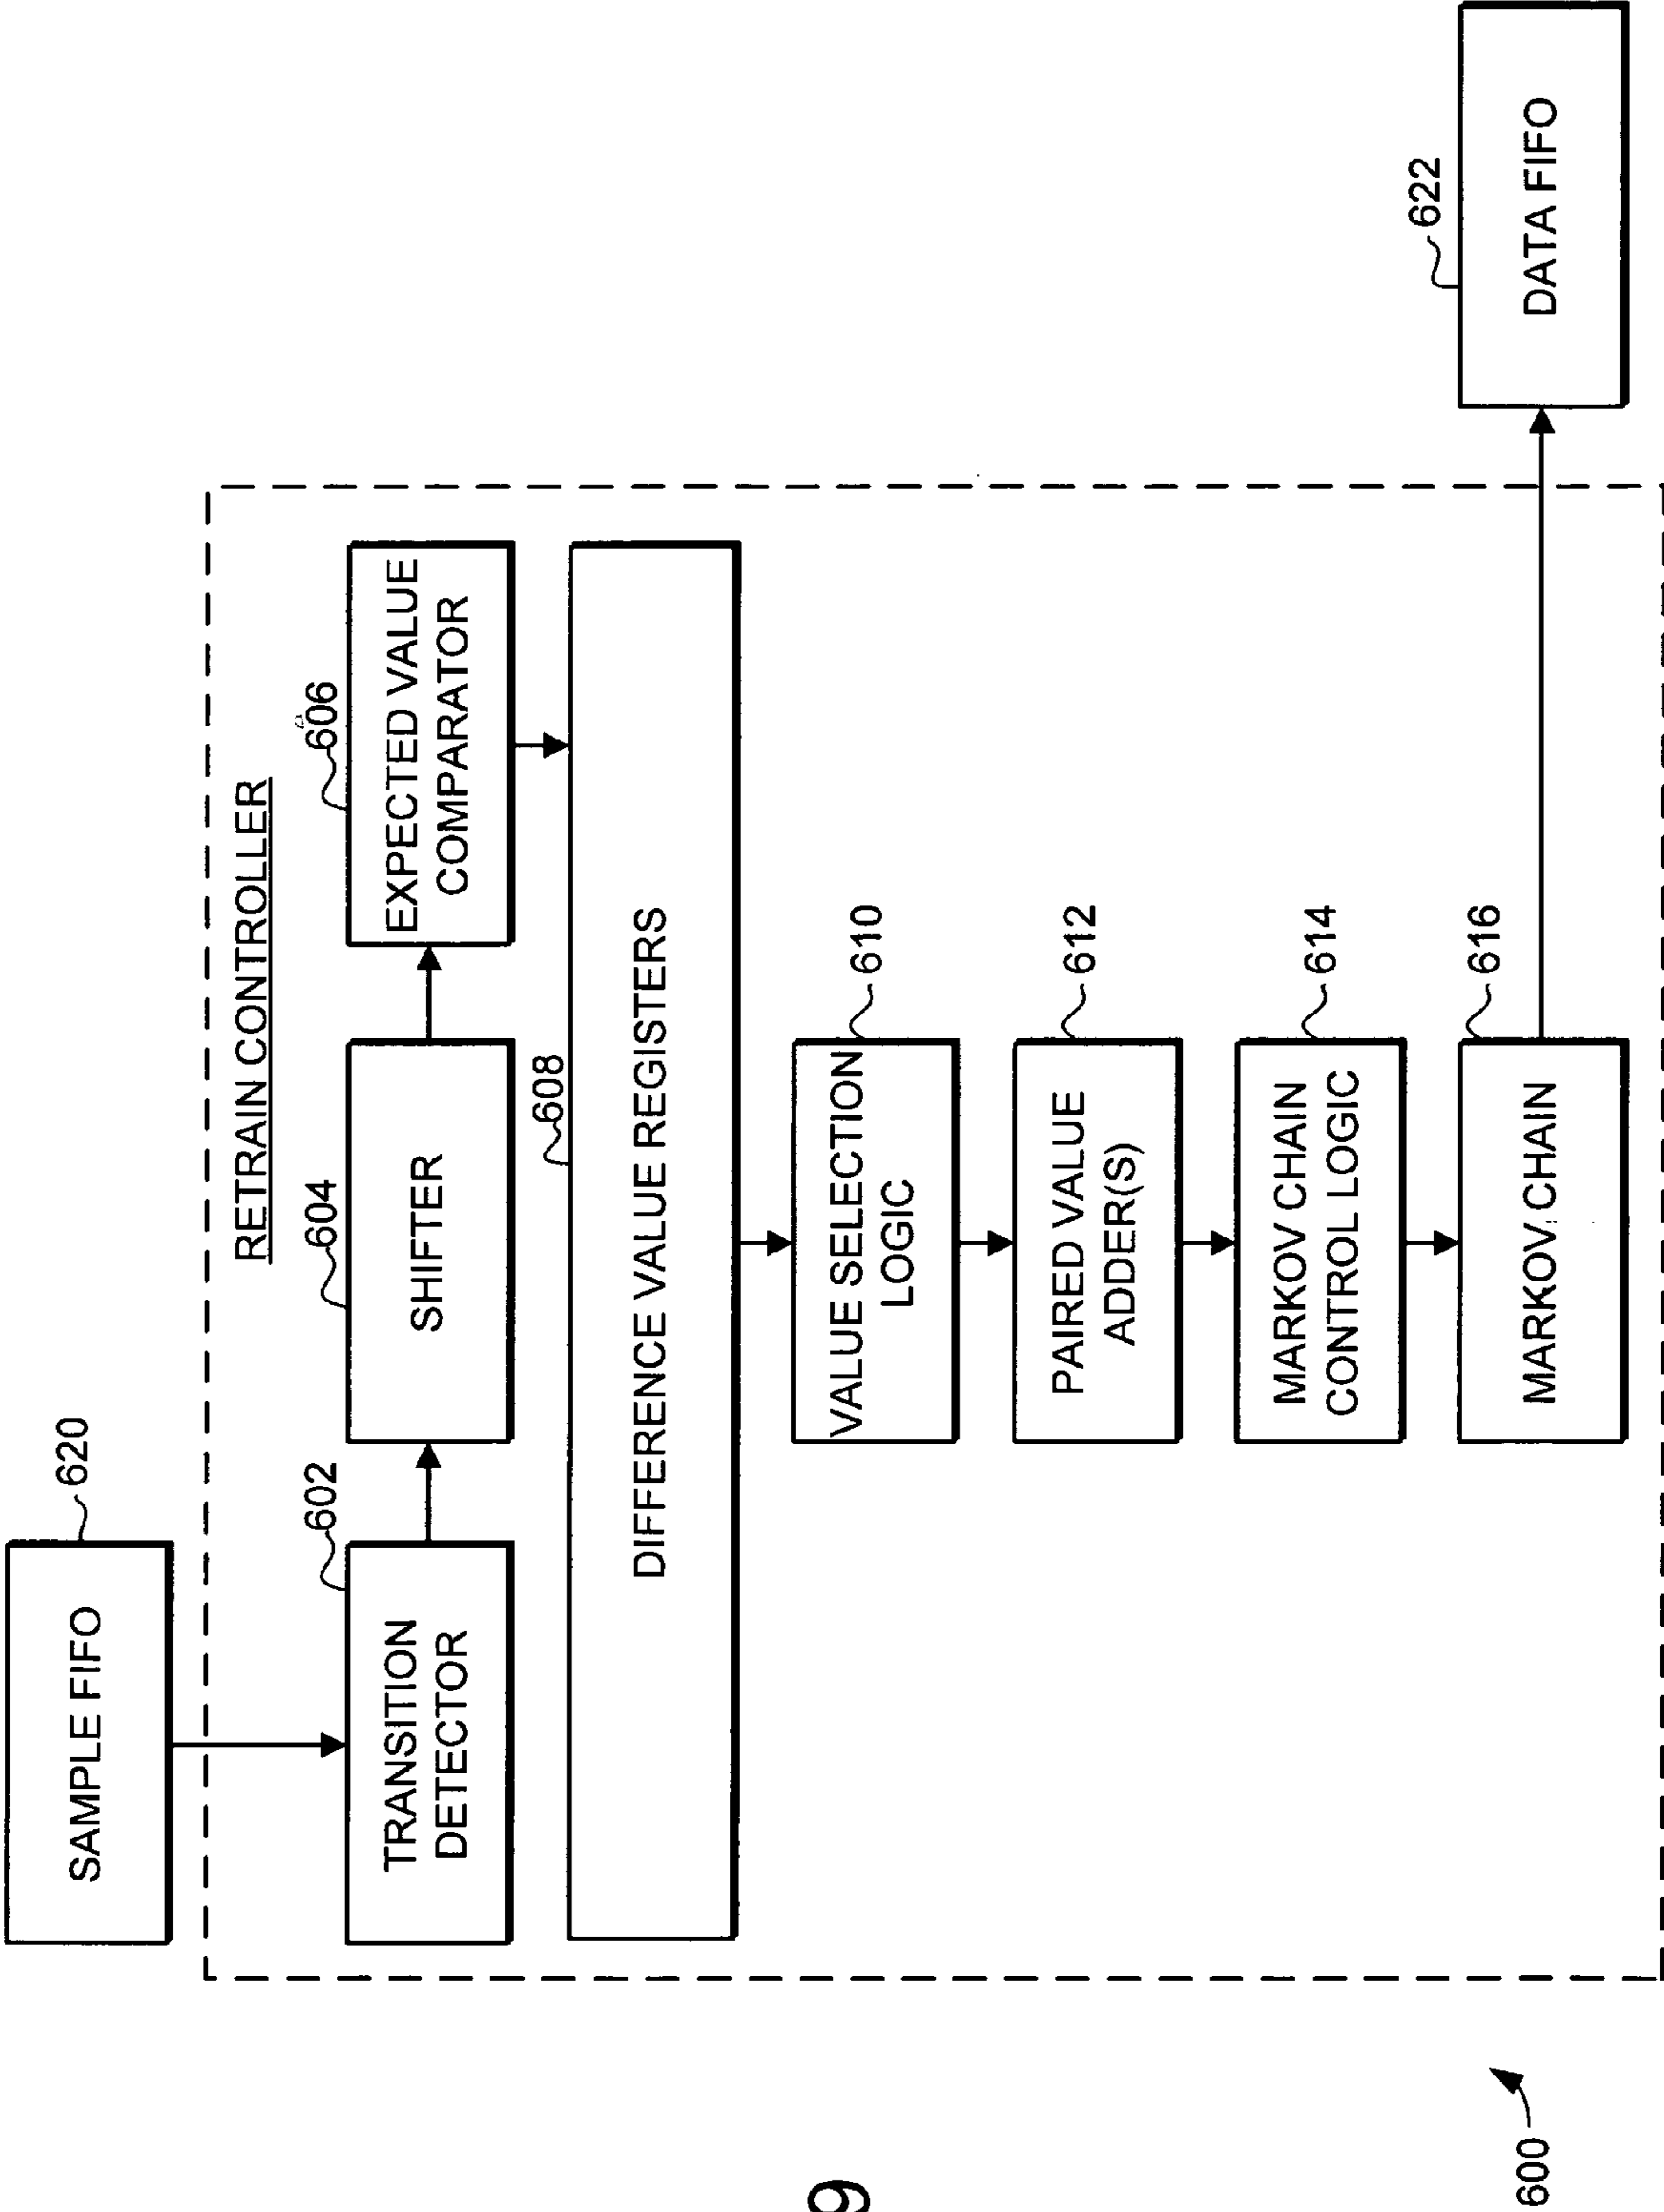 SAMPLE FIFO
620
RETRAIN CONTROLLER
602
604
606
TRANSITION
DETECTOR
SHIFTER
EXPECTED VALUE
COMPARATOR
608
DIFFERENCE VALUE REGISTERS
VALUE SELECTION
LOGIC
610
PAIRED VALUE
ADDER(S)
612
MARKOV CHAIN
CONTROL LOGIC
614
MARKOV CHAIN
616
622
DATA FIFO
600